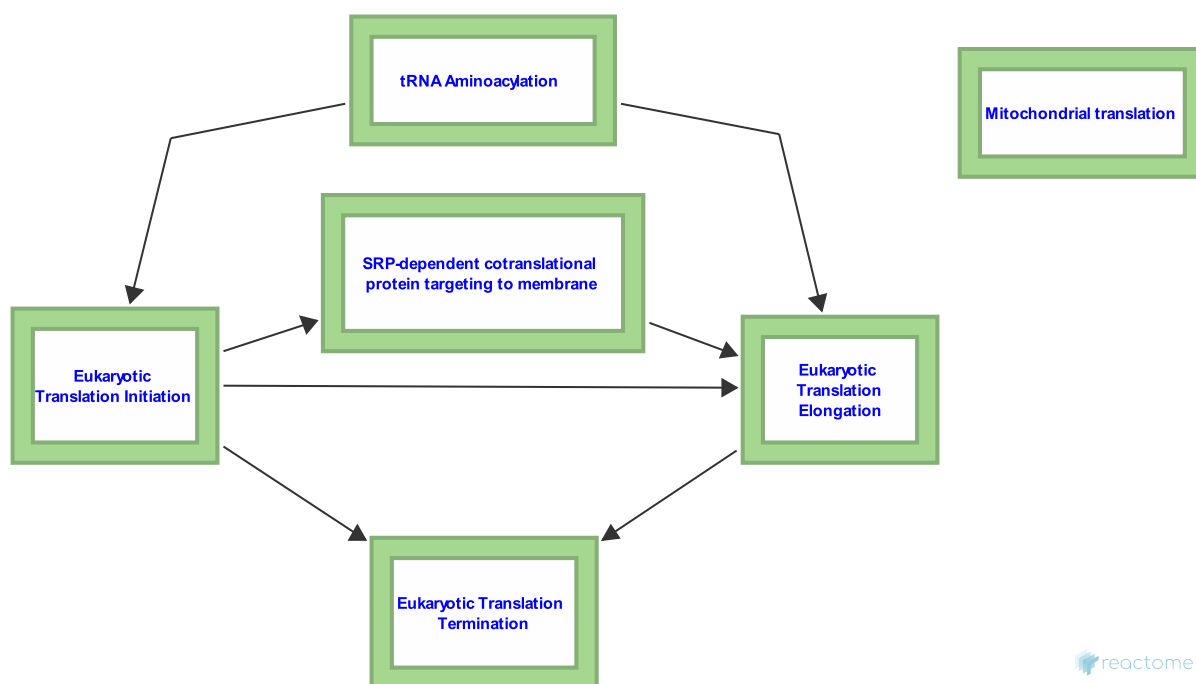 tRNA Aminoacylation
Mitochondrial translation
SRP-dependent cotranslational
protein targeting to membrane
Eukaryotic
Translation Initiation
Eukaryotic
Translation
Elongation
Eukaryotic Translation
Termination
reactome